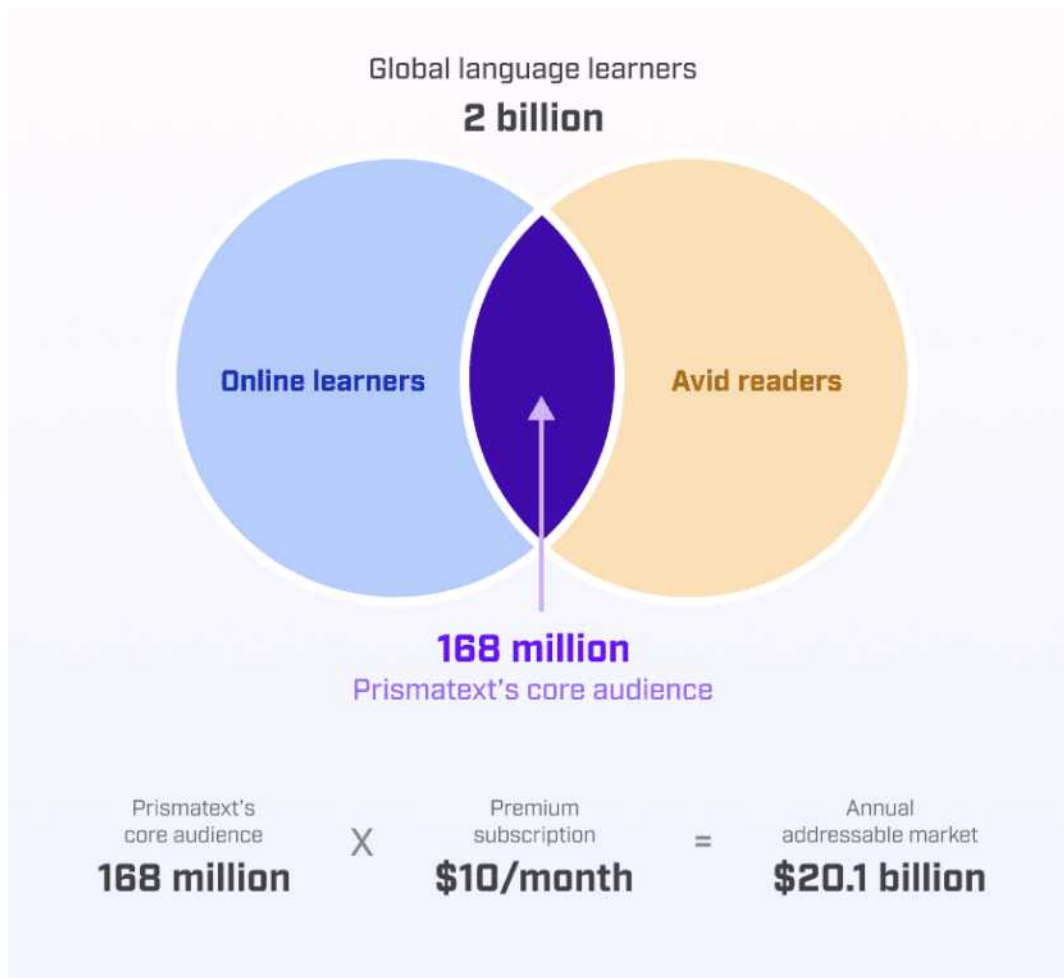 Global language learners
2 billion
Online learners
Avid readers
168 million
Prismatext's core audience
Prismatext's
core audience
168 million
X
Premium
subscription
$10/month
=
Annual
addressable market
$20.1 billion